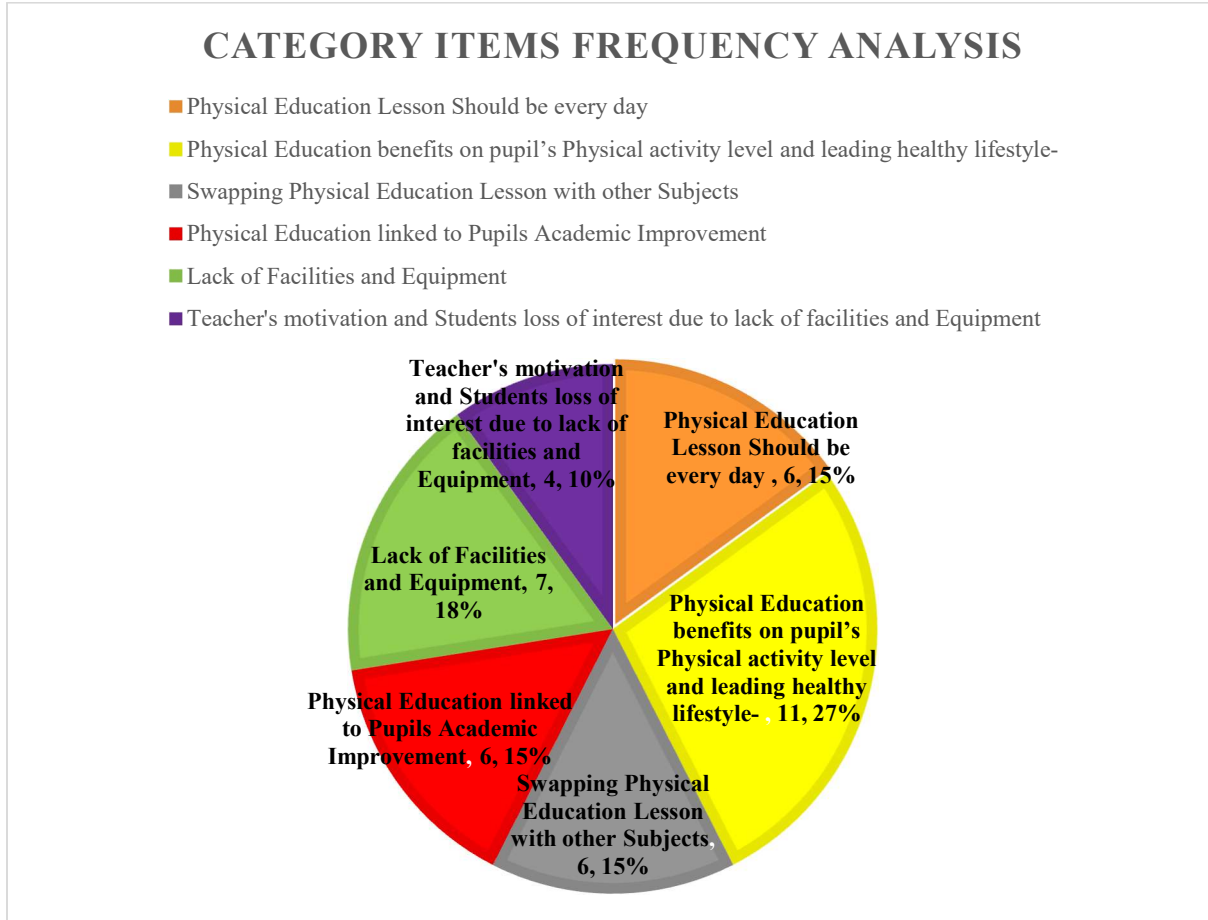 CATEGORY ITEMS FREQUENCY ANALYSIS
Physical Education Lesson Should be every day
Physical Education benefits on pupil’s Physical activity level and leading healthy lifestyle-
Swapping Physical Education Lesson with other Subjects
Physical Education linked to Pupils Academic Improvement
Lack of Facilities and Equipment
Teacher's motivation and Students loss of interest due to lack of facilities and Equipment
Teacher's motivation
and Students loss of
interest due to lack of
facilities and
Equipment, 4, 10%
Physical Education
Lesson Should be
every day , 6, 15%
Lack of Facilities
and Equipment, 7,
18%
Physical Education
benefits on pupil’s
Physical activity level
and leading healthy
lifestyle- , 11, 27%
Physical Education linked
to Pupils Academic
Improvement, 6, 15%
Swapping Physical
Education Lesson
with other Subjects,
6, 15%